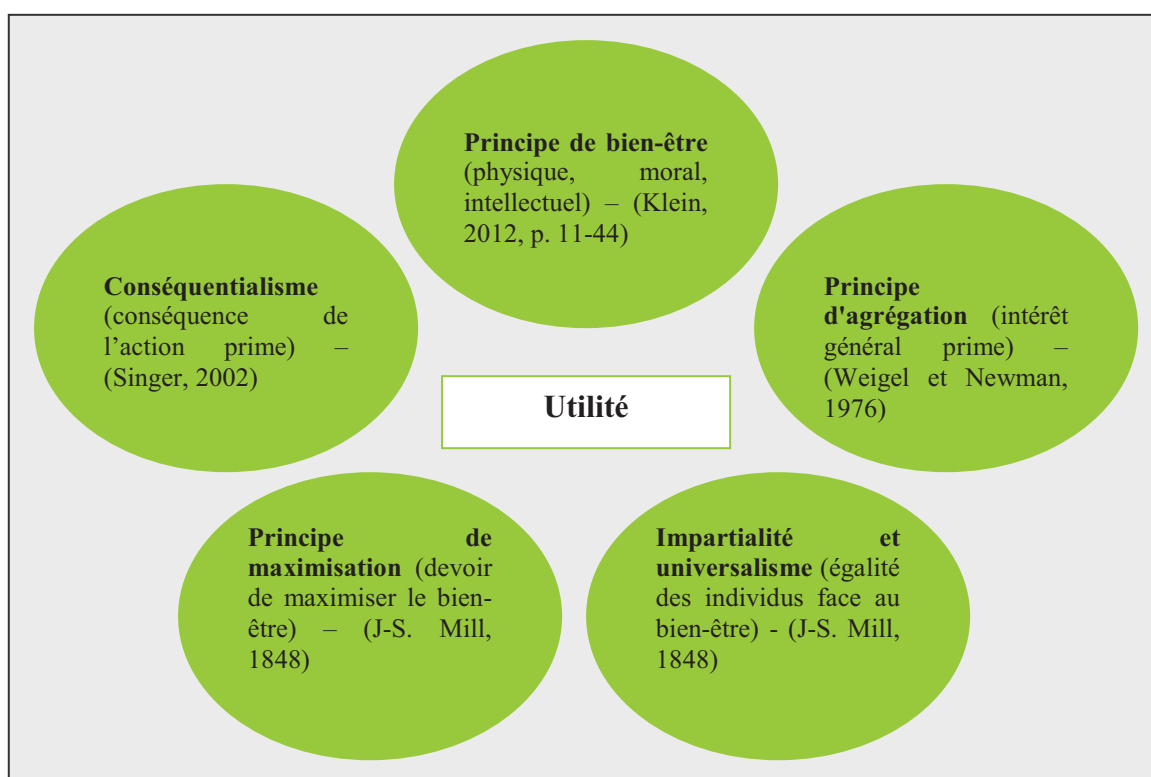 Principe de bien-être
(physique, moral,
intellectuel) – (Klein,
2012, p. 11-44)
Conséquentialisme
(conséquence de
l’action prime) –
(Singer, 2002)
Principe
d'agrégation (intérêt
général prime) –
(Weigel et Newman,
1976)
Utilité
Principe de
maximisation (devoir
de maximiser le bien-
être) – (J-S. Mill,
1848)
Impartialité et
universalisme (égalité
des individus face au
bien-être) - (J-S. Mill,
1848)